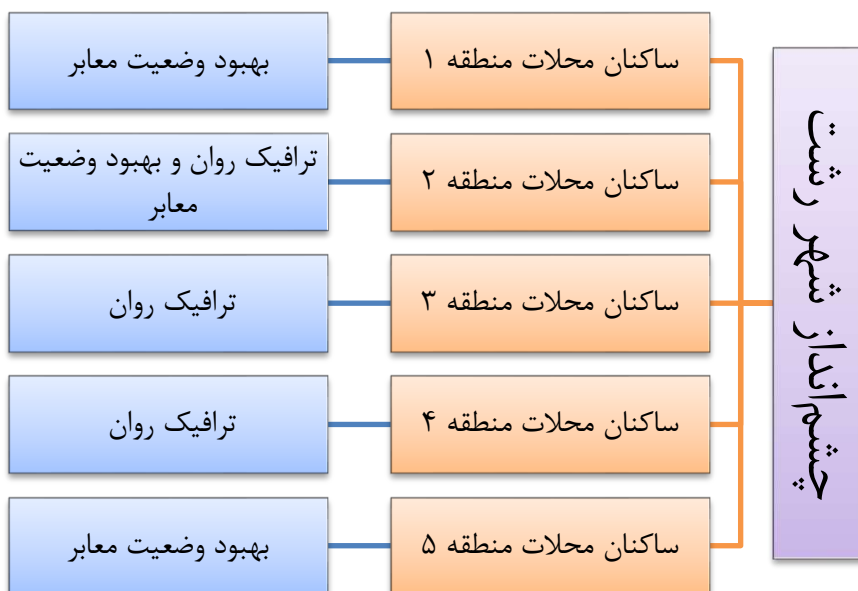 چشم‌انداز شهر رشت
ساکنان محلات منطقه ۱
بهبود وضعیت معابر
ساکنان محلات منطقه ۲
ترافیک روان و بهبود وضعیت
معابر
ساکنان محلات منطقه ۳
ترافیک روان
ساکنان محلات منطقه ۴
ترافیک روان
ساکنان محلات منطقه ۵
بهبود وضعیت معابر